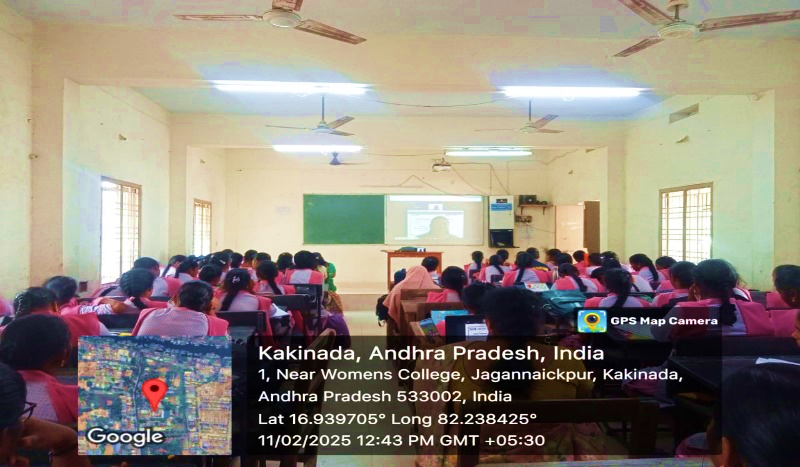 GPS Map Camera
Kakinada, Andhra Pradesh, India
1, Near Womens College, Jagannaickpur, Kakinada,
Andhra Pradesh 533002, India
Lat 16.939705° Long 82.238425°
11/02/2025 12:43 PM GMT +05:30
Google